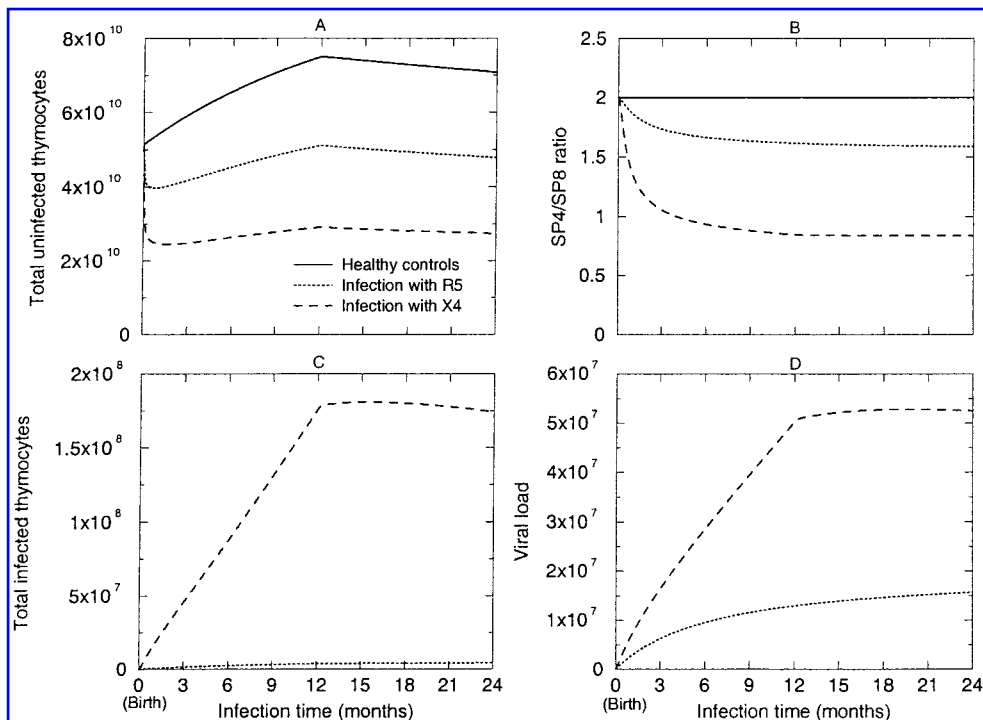 A
Total uninfected thymocytes
8x10 10
6x10 10
4x10 10
2x10 10
0
Healthy controls
Infection with R5
Infection with X4
B
SP4/SP8 ratio
2.5
2
1.5
1
0.5
0
C
Total infected thymocytes
2x10 8
1.5x10 8
1x10 8
5x10 7
0
0 3 6 9 12 15 18 21 24
(Birth)
Infection time (months)
D
Viral load
6x10 7
5x10 7
4x10 7
3x10 7
2x10 7
1x10 7
0
0 3 6 9 12 15 18 21 24
(Birth)
Infection time (months)